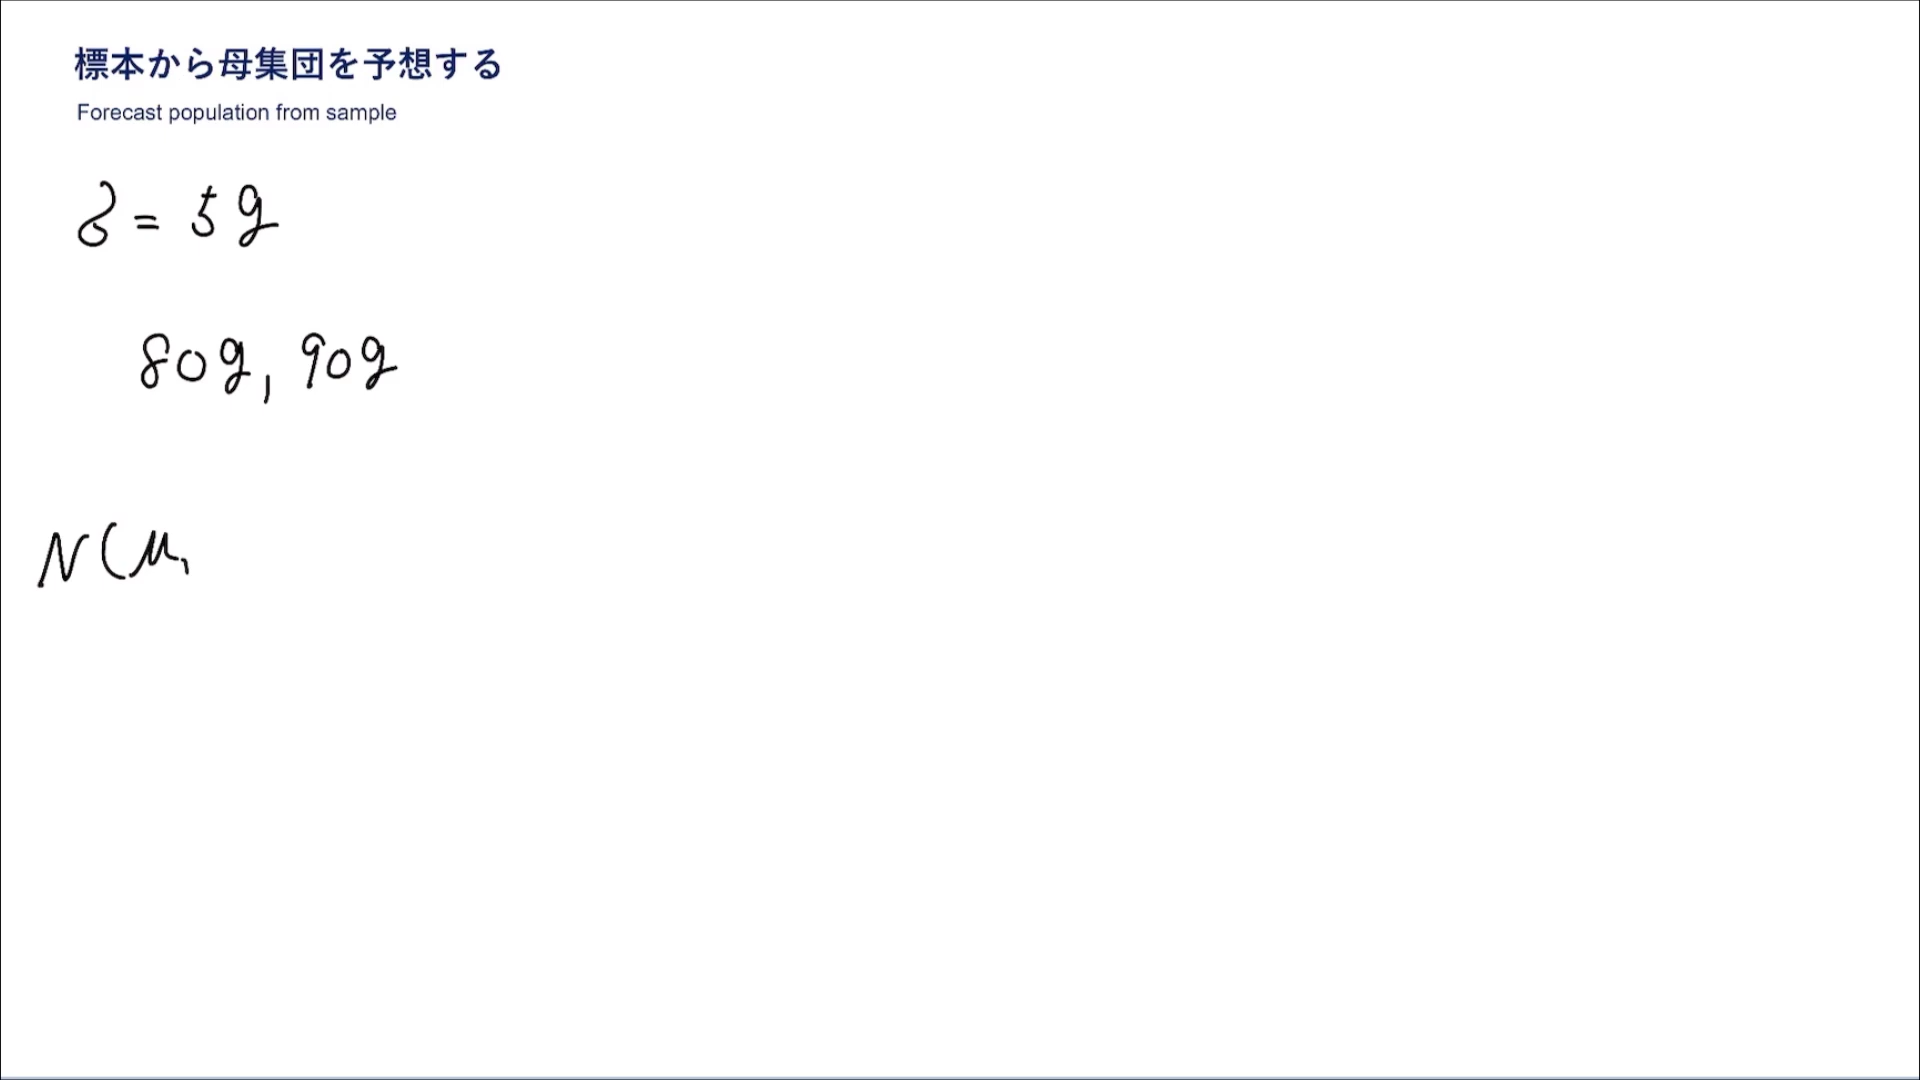 標本から母集団を予想する
Forecast population from sample
σ = 5g
80g, 90g
N(μ,